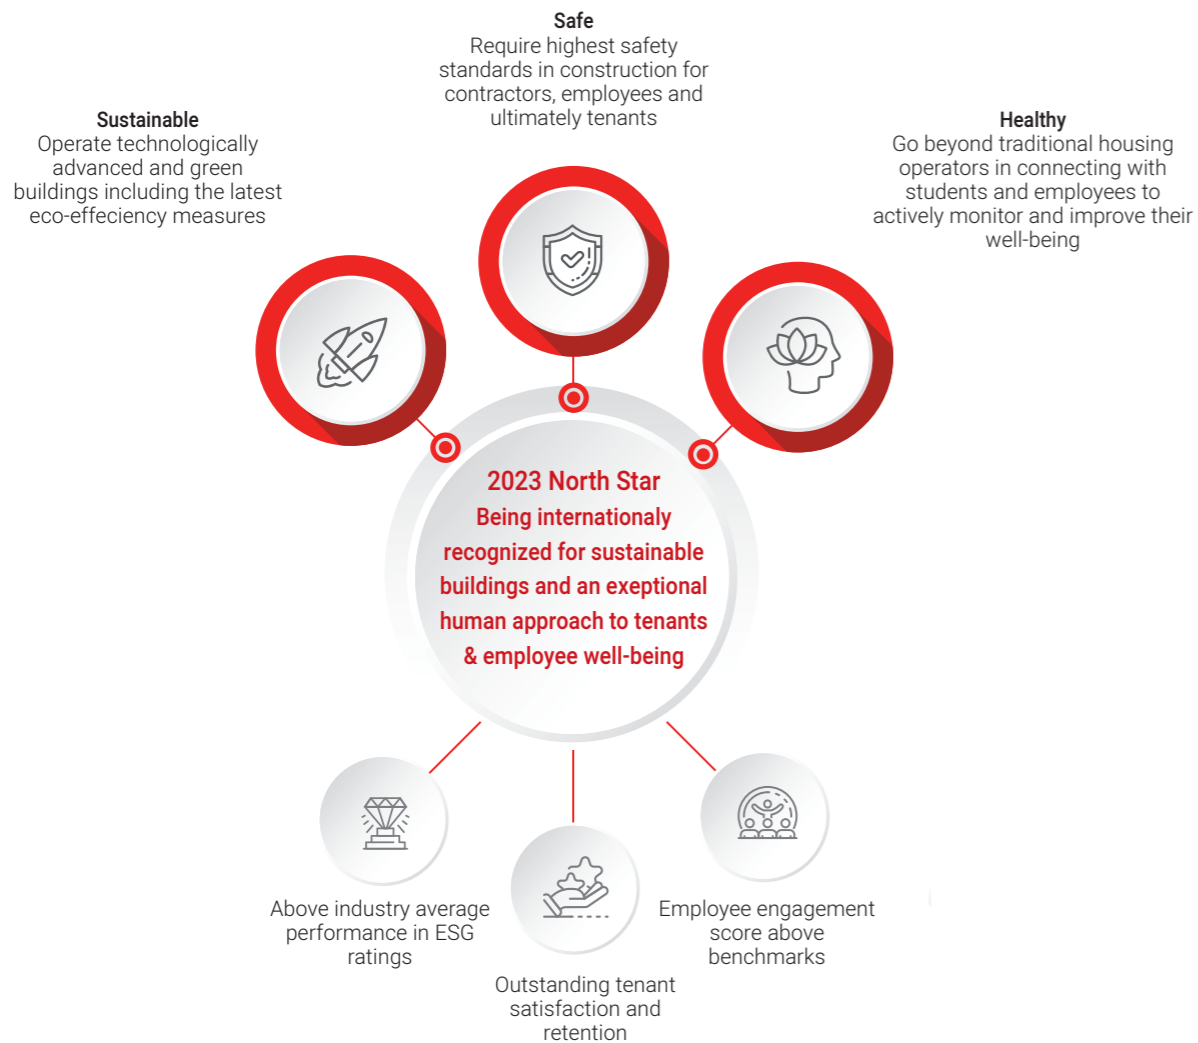 Safe
Require highest safety
standards in construction for
contractors, employees and
ultimately tenants
Sustainable
Operate technologically
advanced and green
buildings including the latest
eco-effeciency measures
Healthy
Go beyond traditional housing
operators in connecting with
students and employees to
actively monitor and improve their
well-being
2023 North Star
Being internationaly
recognized for sustainable
buildings and an exeptional
human approach to tenants
& employee well-being
Above industry average
performance in ESG
ratings
Outstanding tenant
satisfaction and
retention
Employee engagement
score above
benchmarks